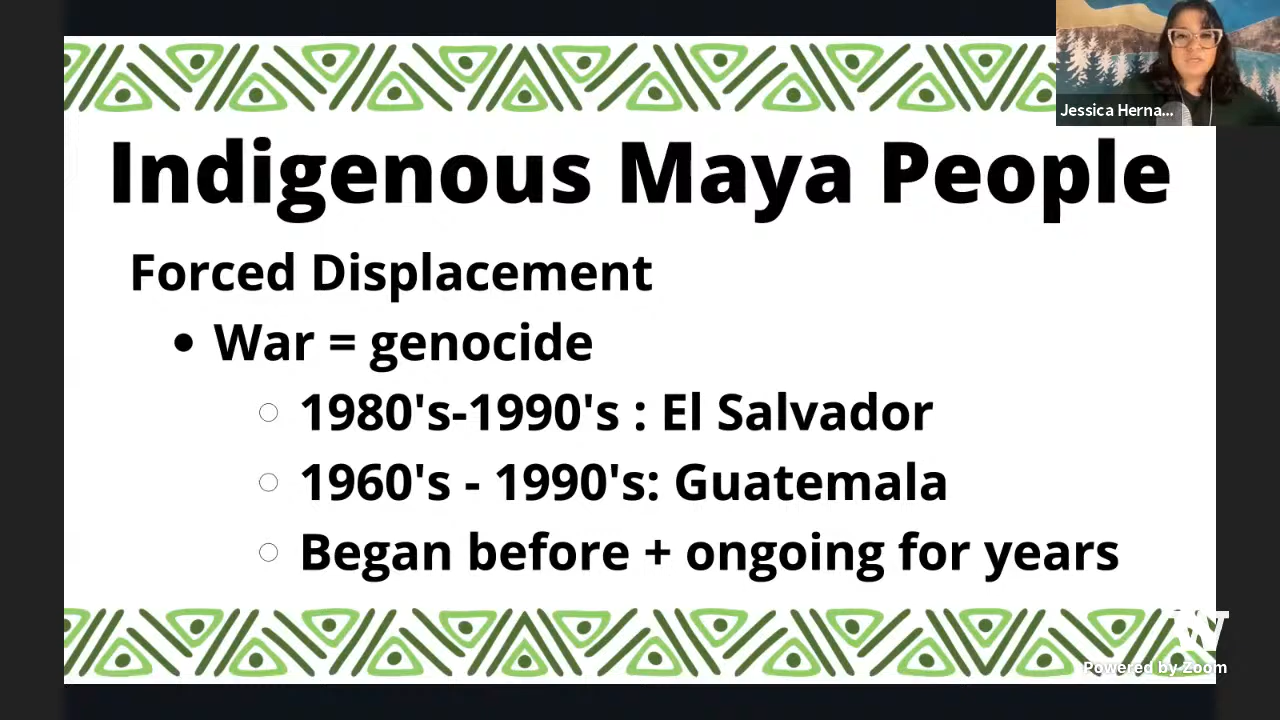 Jessica Herna...
Indigenous Maya People
Forced Displacement
• War = genocide
○ 1980's-1990's : El Salvador
○ 1960's - 1990's: Guatemala
○ Began before + ongoing for years
W
Powered by Zoom